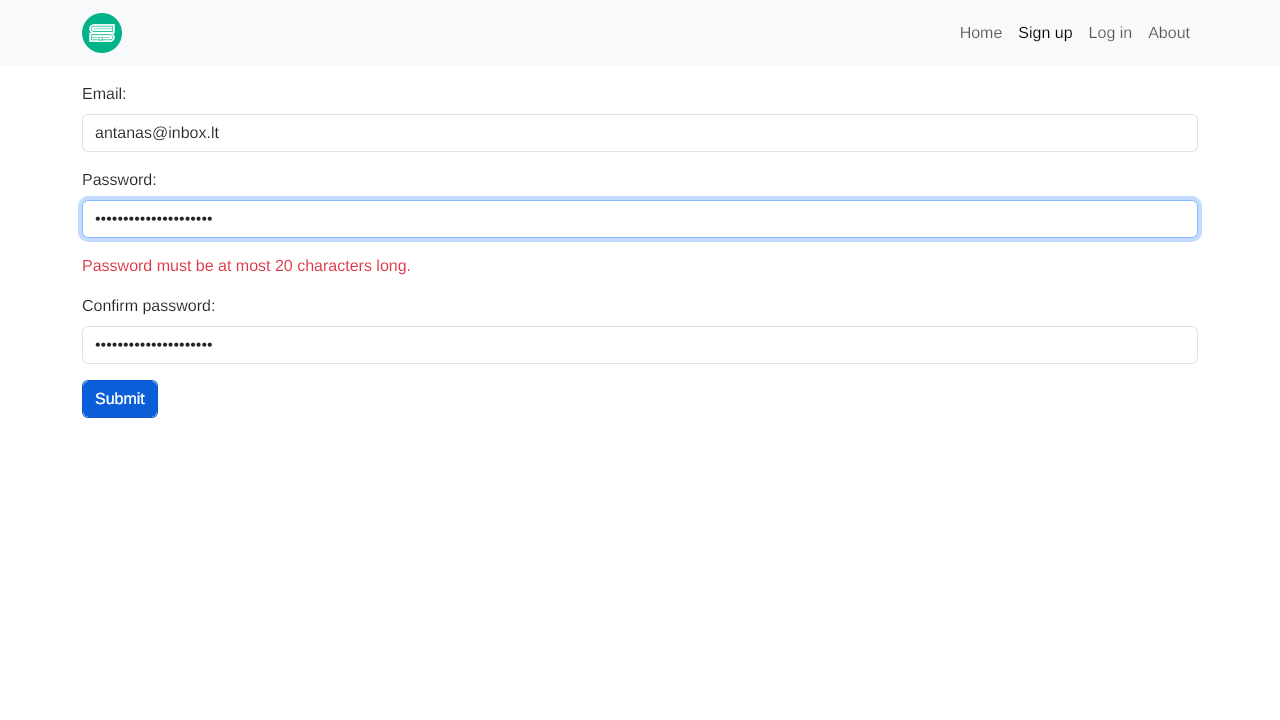 Home Sign up Log in About
Email:
antanas@inbox.lt
Password:
•••••••••••••••••••••
Password must be at most 20 characters long.
Confirm password:
•••••••••••••••••••••
Submit